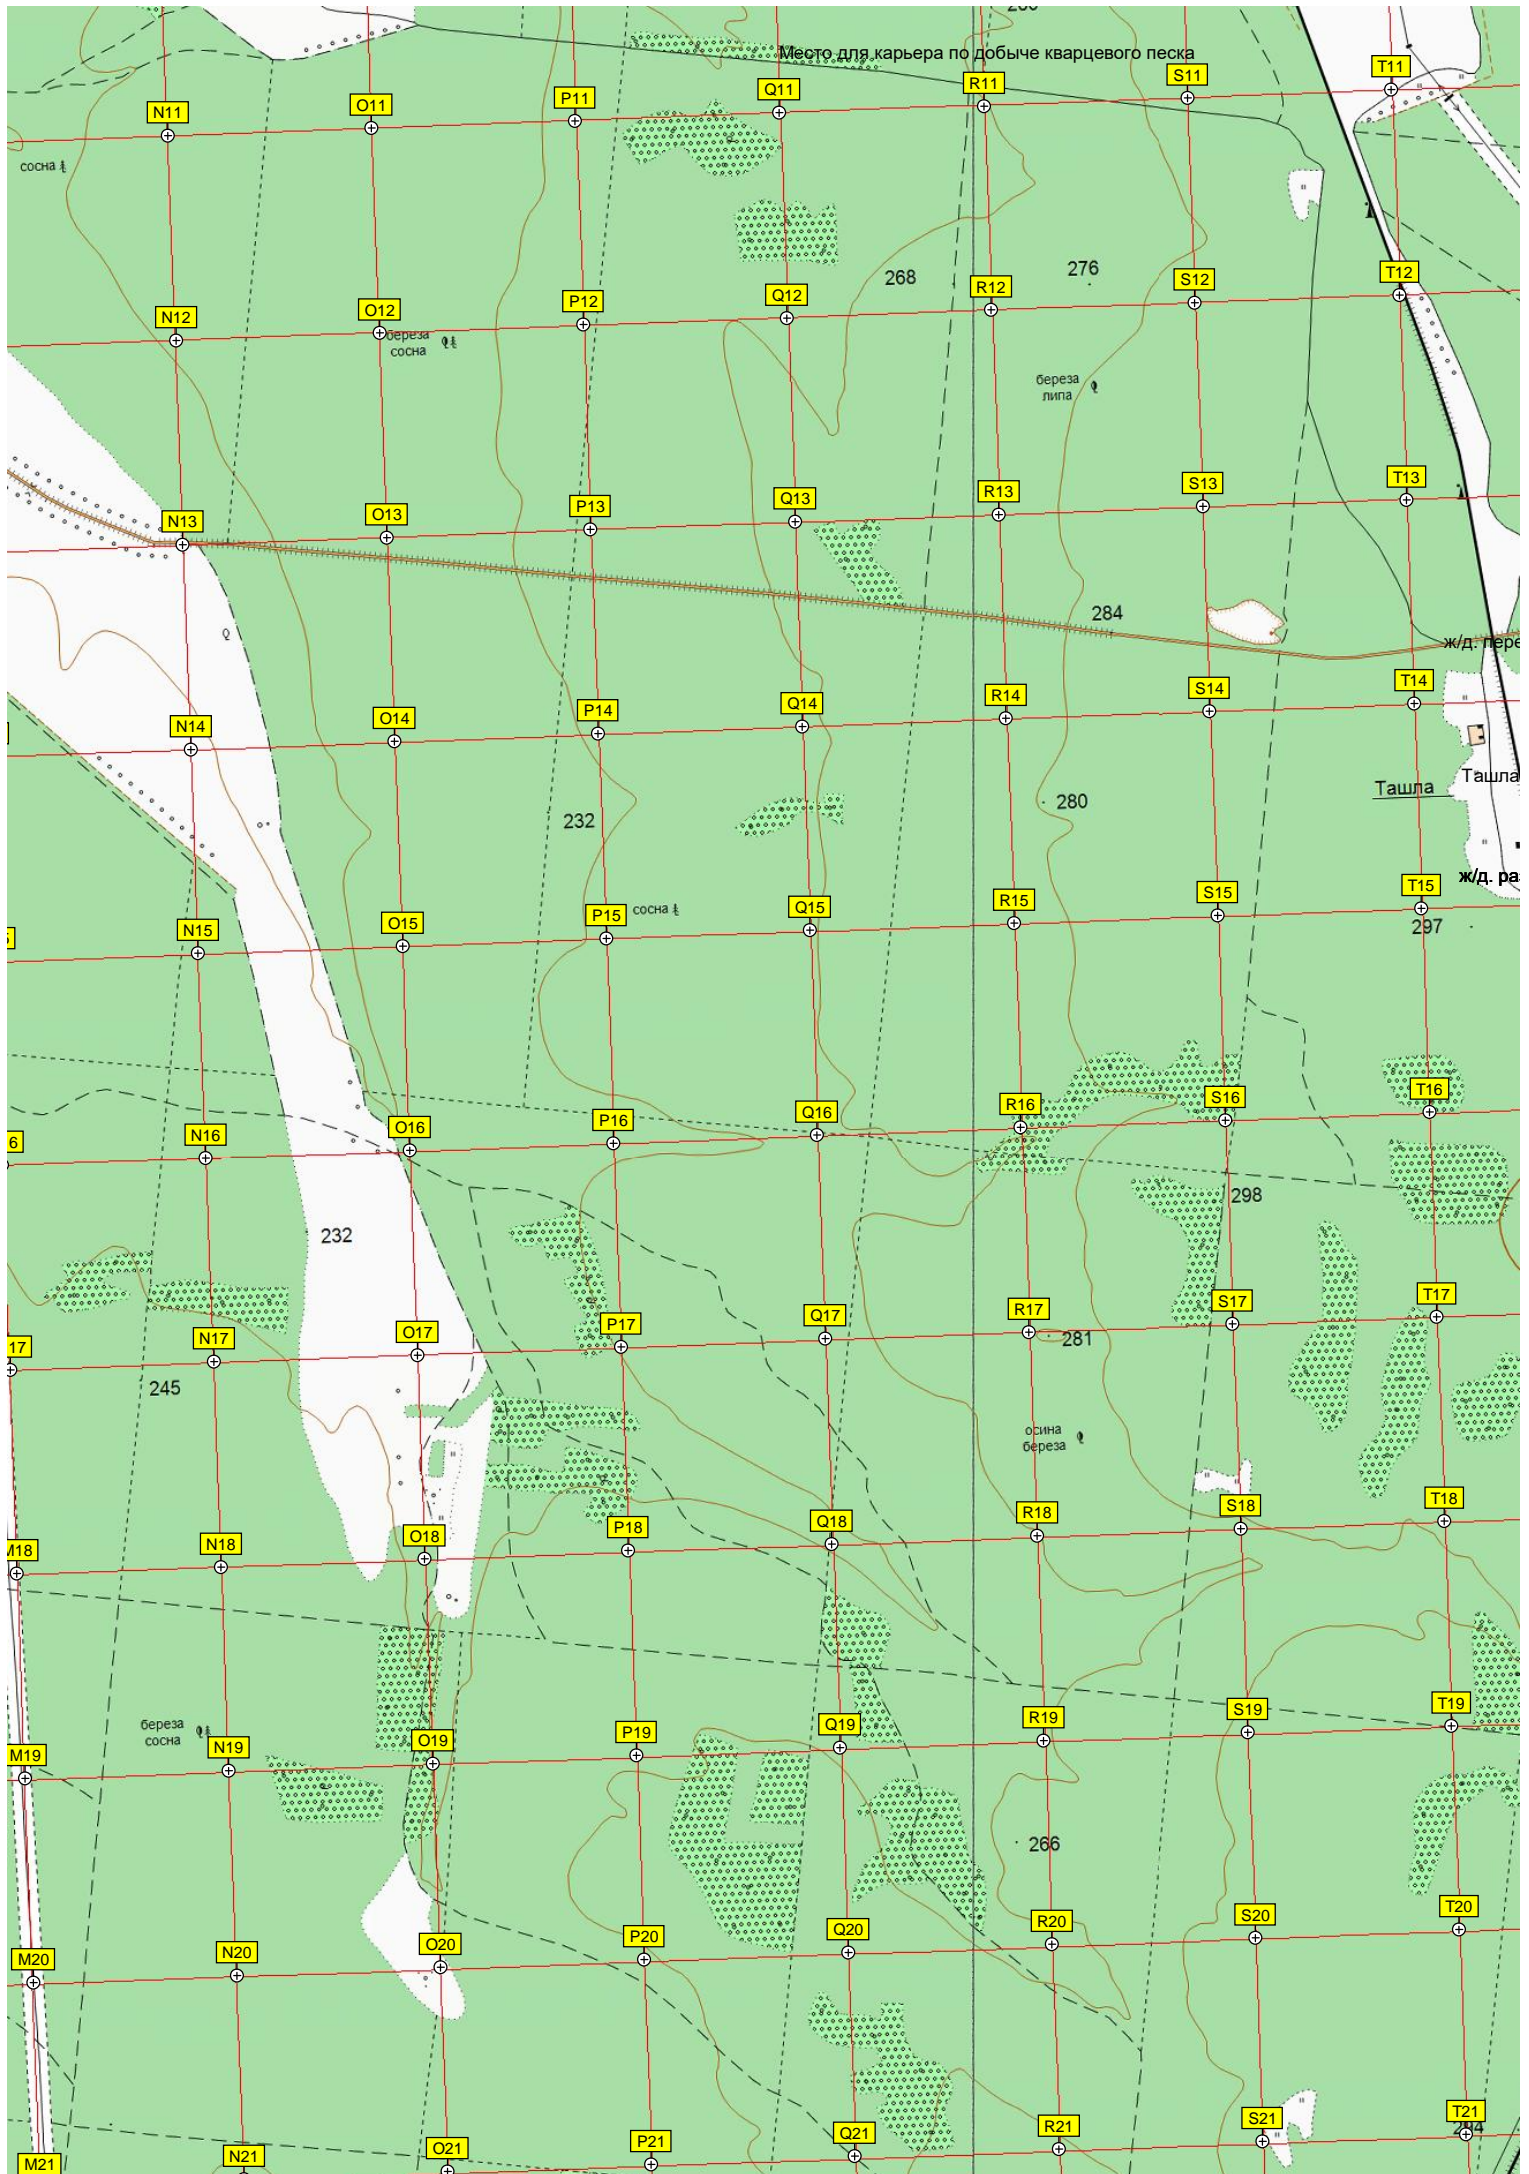 Место для карьера по добыче кварцевого песка
N11 O11 P11 Q11 R11 S11 T11
сосна
268 276
N12 O12 P12 Q12 R12 S12 T12
береза
сосна
береза
липа
N13 O13 P13 Q13 R13 S13 T13
284
ж/д. пере
N14 O14 P14 Q14 R14 S14 T14
Ташла
Ташла
280
232
ж/д. раз
N15 O15 P15 Q15 R15 S15 T15
сосна
297
N16 O16 P16 Q16 R16 S16 T16
6
298
232
17 N17 O17 P17 Q17 R17 S17 T17
281
245
осина
береза
M18 N18 O18 P18 Q18 R18 S18 T18
береза
сосна
M19 N19 O19 P19 Q19 R19 S19 T19
266
M20 N20 O20 P20 Q20 R20 S20 T20
M21 N21 O21 P21 Q21 R21 S21 T21